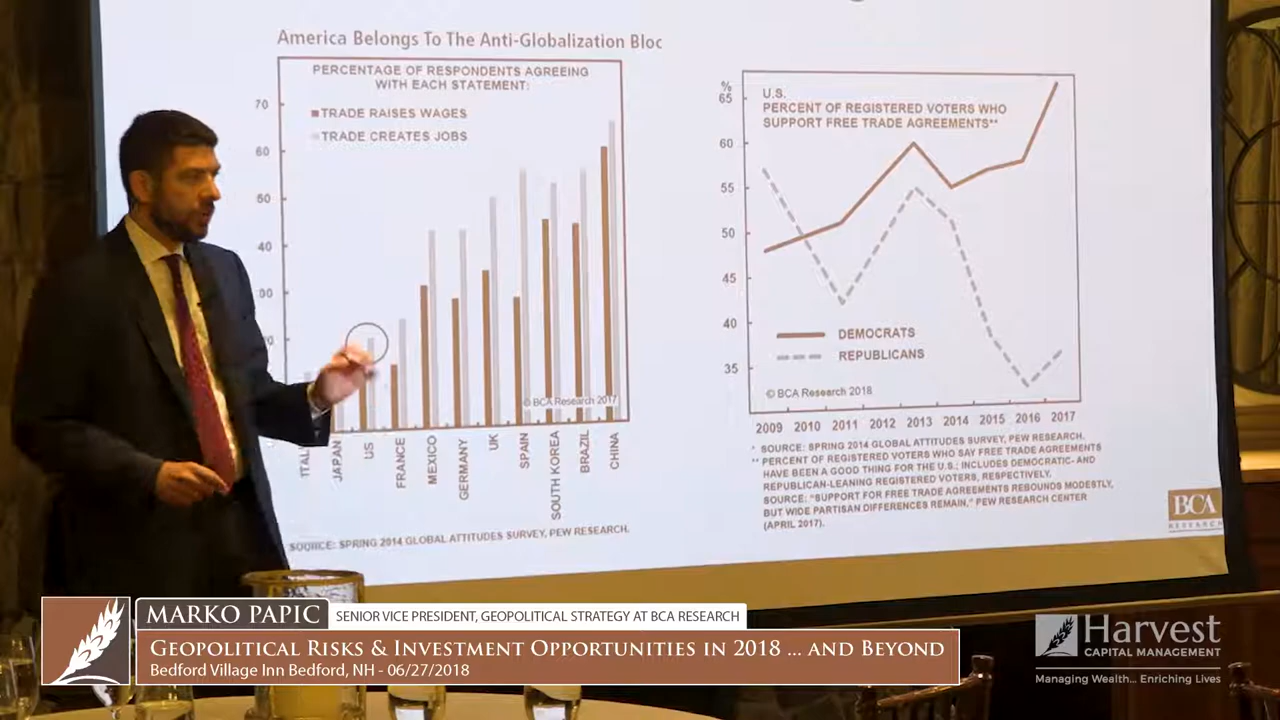 America Belongs To The Anti-Globalization Bloc
PERCENTAGE OF RESPONDENTS AGREEING
WITH EACH STATEMENT:
TRADE RAISES WAGES
TRADE CREATES JOBS
70
60
50
40
© BCA Research 2017
JAPAN
US
FRANCE
MEXICO
GERMANY
UK
SPAIN
SOUTH KOREA
BRAZIL
CHINA
SOURCE: SPRING 2014 GLOBAL ATTITUDES SURVEY, PEW RESEARCH.
%
65
U.S.
PERCENT OF REGISTERED VOTERS WHO
SUPPORT FREE TRADE AGREEMENTS**
60
55
50
45
40
35
DEMOCRATS
REPUBLICANS
© BCA Research 2018
2009 2010 2011 2012 2013 2014 2015 2016 2017
* SOURCE: SPRING 2014 GLOBAL ATTITUDES SURVEY, PEW RESEARCH.
** PERCENT OF REGISTERED VOTERS WHO SAY FREE TRADE AGREEMENTS
HAVE BEEN A GOOD THING FOR THE U.S.; INCLUDES DEMOCRATIC- AND
REPUBLICAN-LEANING REGISTERED VOTERS, RESPECTIVELY.
SOURCE: "SUPPORT FOR FREE TRADE AGREEMENTS REBOUNDS MODESTLY,
BUT WIDE PARTISAN DIFFERENCES REMAIN," PEW RESEARCH CENTER
(APRIL 2017).
BCA
RESEARCH
MARKO PAPIC
SENIOR VICE PRESIDENT, GEOPOLITICAL STRATEGY AT BCA RESEARCH
GEOPOLITICAL RISKS & INVESTMENT OPPORTUNITIES IN 2018 ... AND BEYOND
Bedford Village Inn Bedford, NH - 06/27/2018
Harvest
CAPITAL MANAGEMENT
Managing Wealth... Enriching Lives